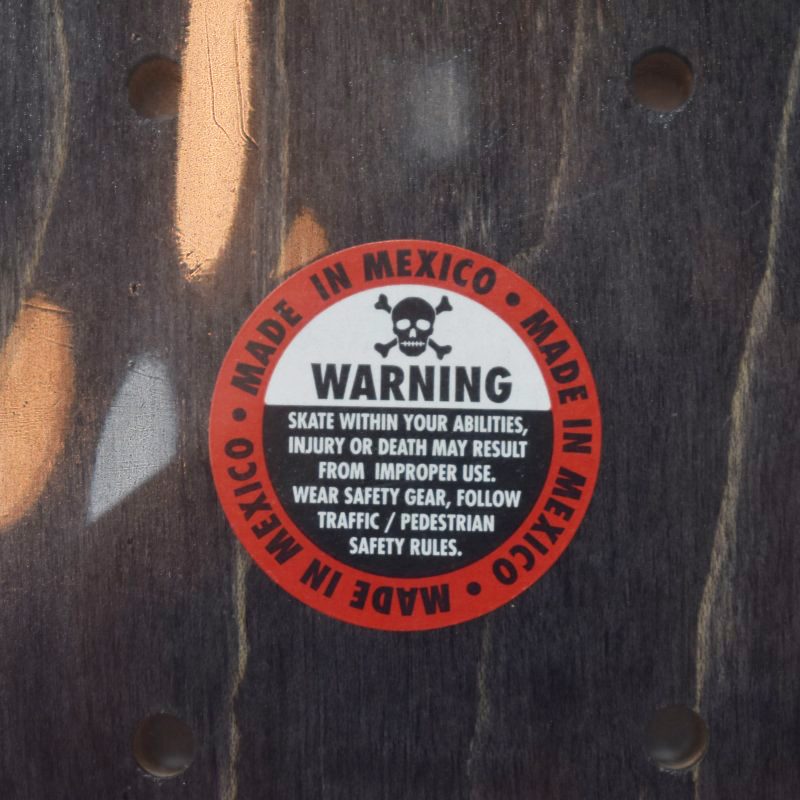 MADE IN MEXICO • MADE IN MEXICO • MADE IN MEXICO •
WARNING
SKATE WITHIN YOUR ABILITIES,
INJURY OR DEATH MAY RESULT
FROM IMPROPER USE.
WEAR SAFETY GEAR, FOLLOW
TRAFFIC / PEDESTRIAN
SAFETY RULES.